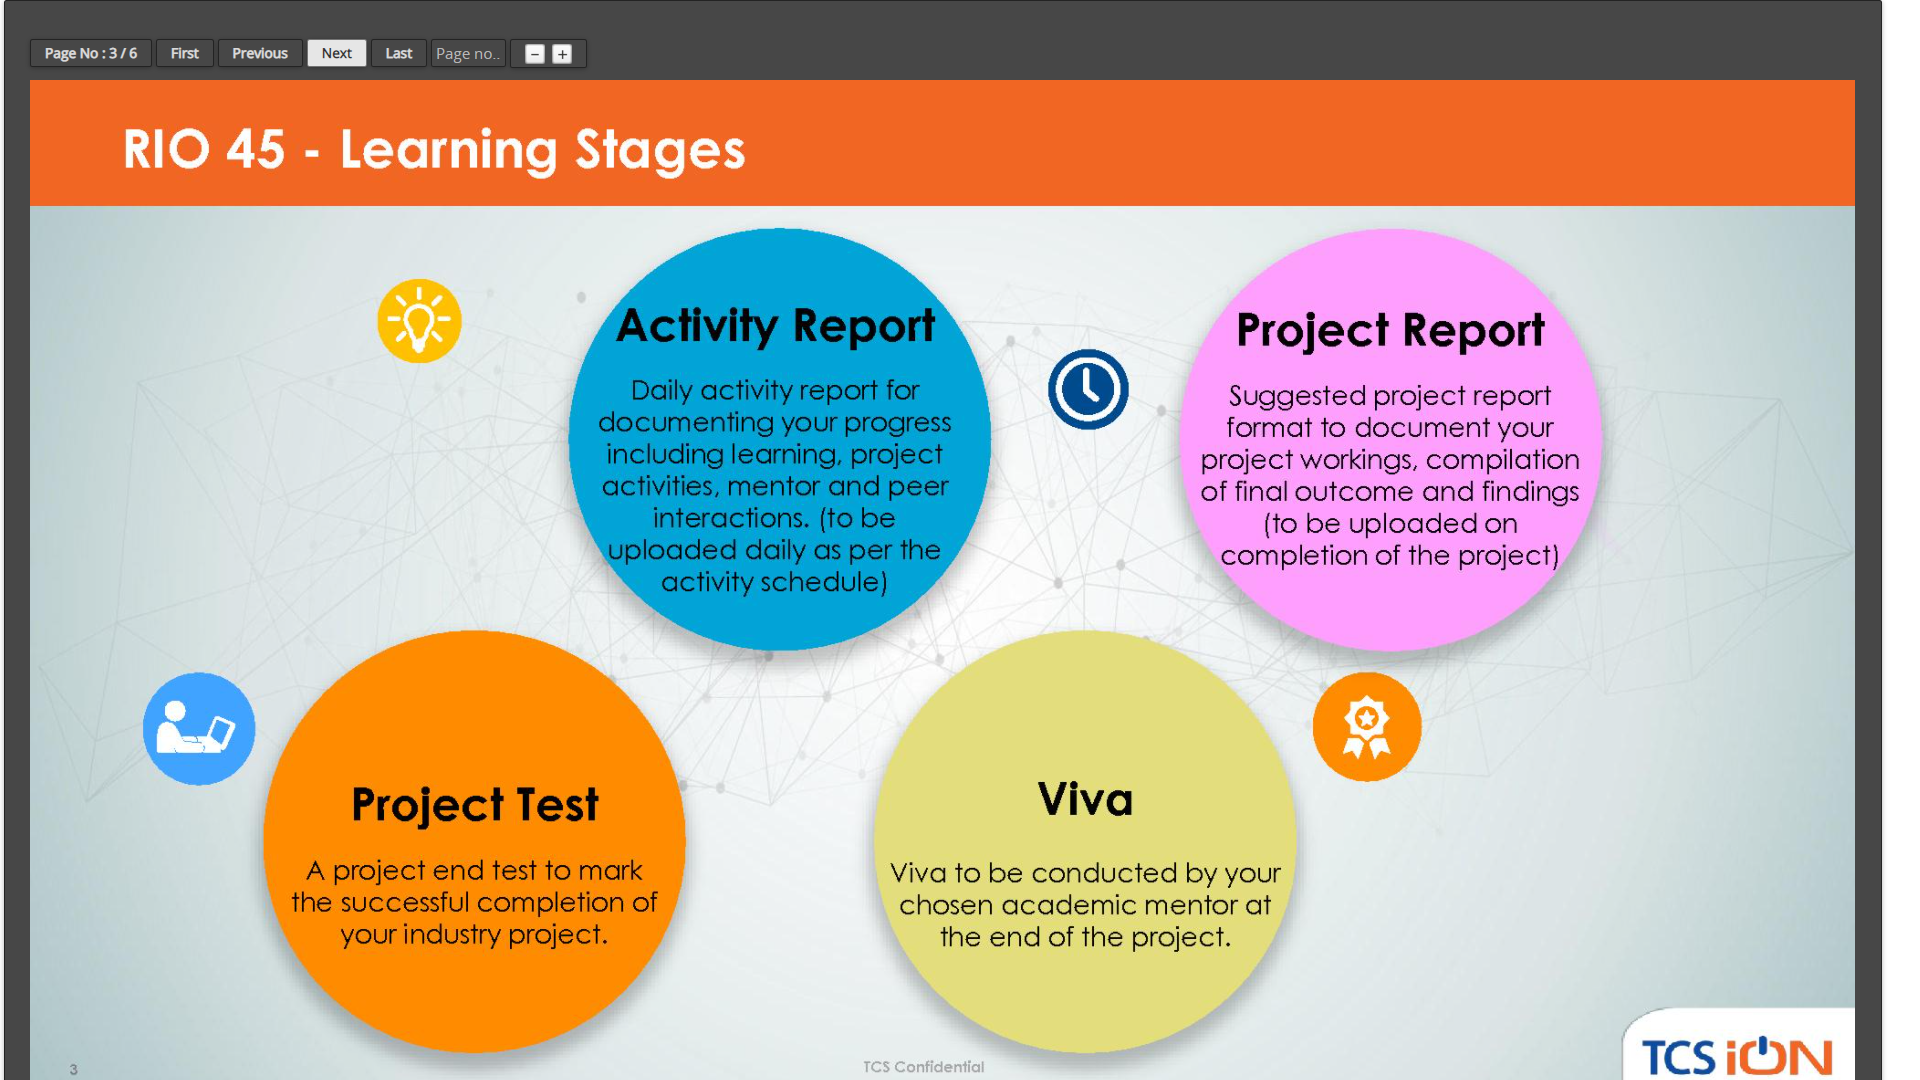 Page No : 3 / 6 First Previous Next Last Page no.. − +
RIO 45 - Learning Stages
Activity Report
Daily activity report for
documenting your progress
including learning, project
activities, mentor and peer
interactions. (to be
uploaded daily as per the
activity schedule)
Project Report
Suggested project report
format to document your
project workings, compilation
of final outcome and findings
(to be uploaded on
completion of the project)
Project Test
A project end test to mark
the successful completion of
your industry project.
Viva
Viva to be conducted by your
chosen academic mentor at
the end of the project.
3
TCS Confidential
TCS iON